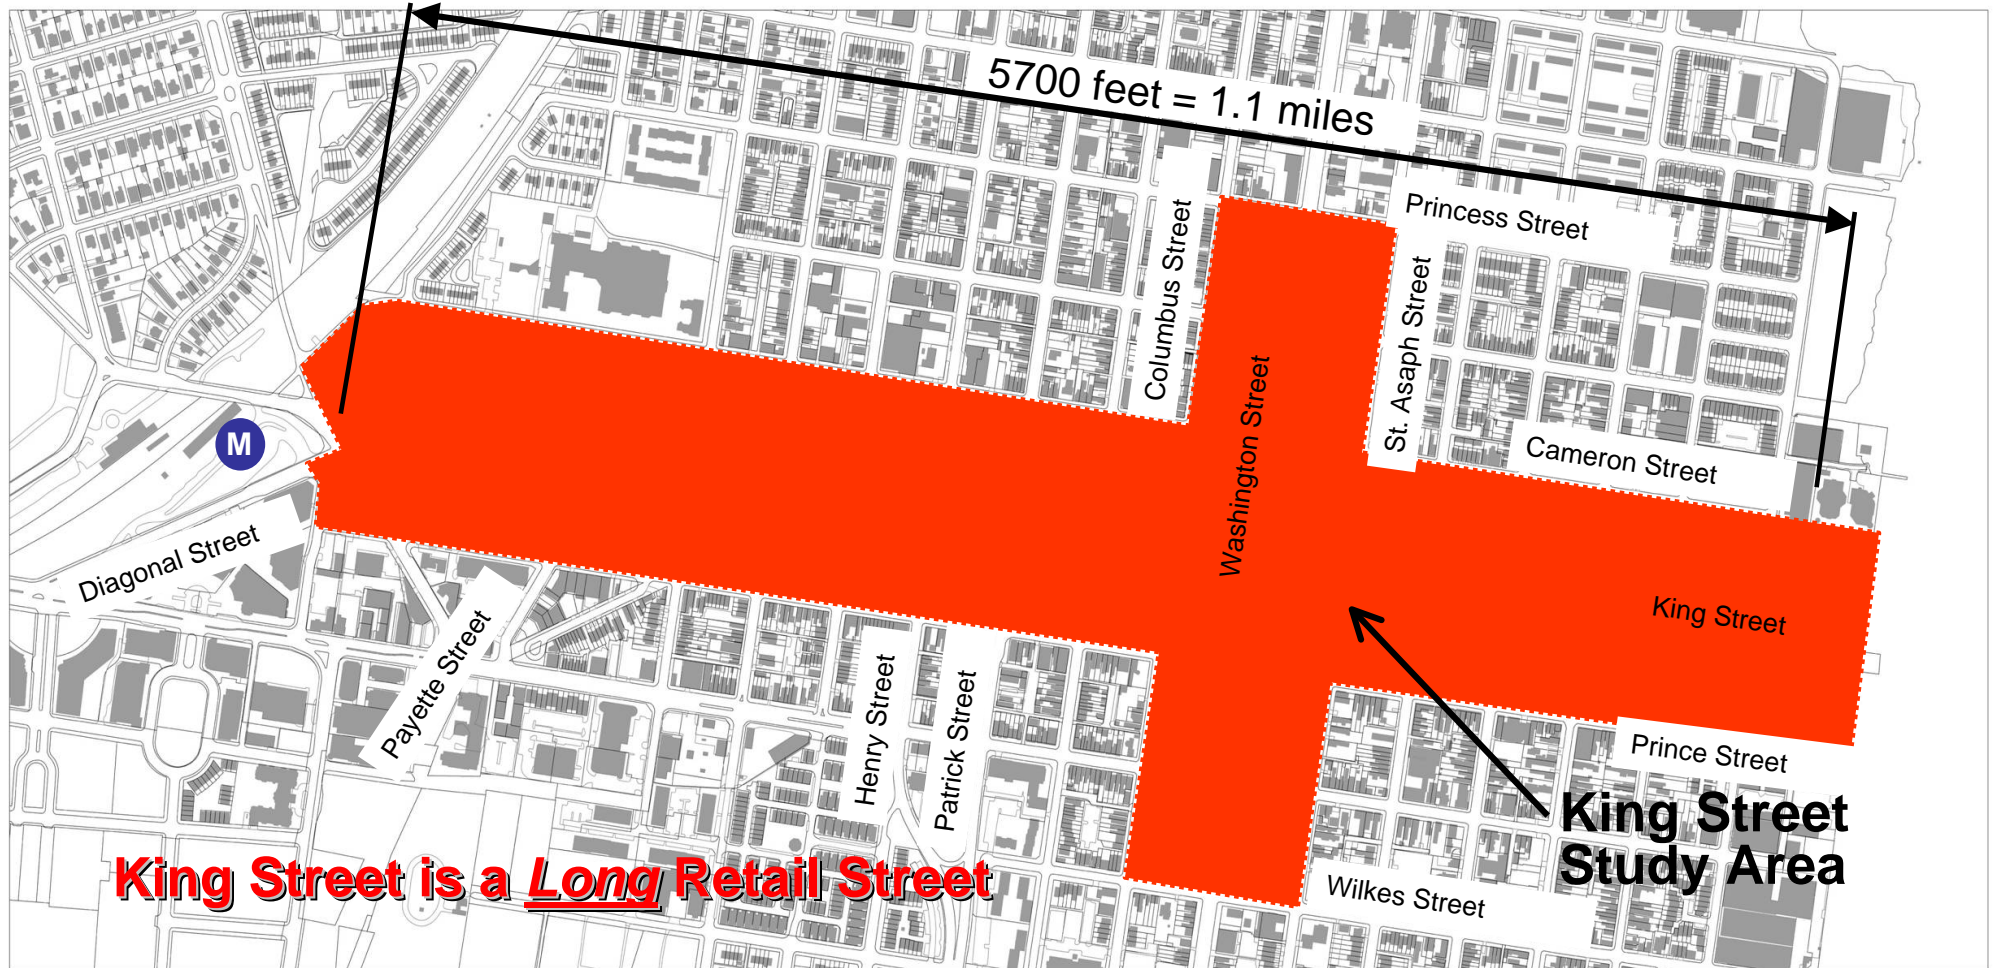 5700 feet = 1.1 miles
Princess Street
Columbus Street
St. Asaph Street
Washington Street
Cameron Street
M
Diagonal Street
King Street
Payette Street
Henry Street
Patrick Street
Prince Street
King Street
Study Area
King Street is a Long Retail Street
Wilkes Street